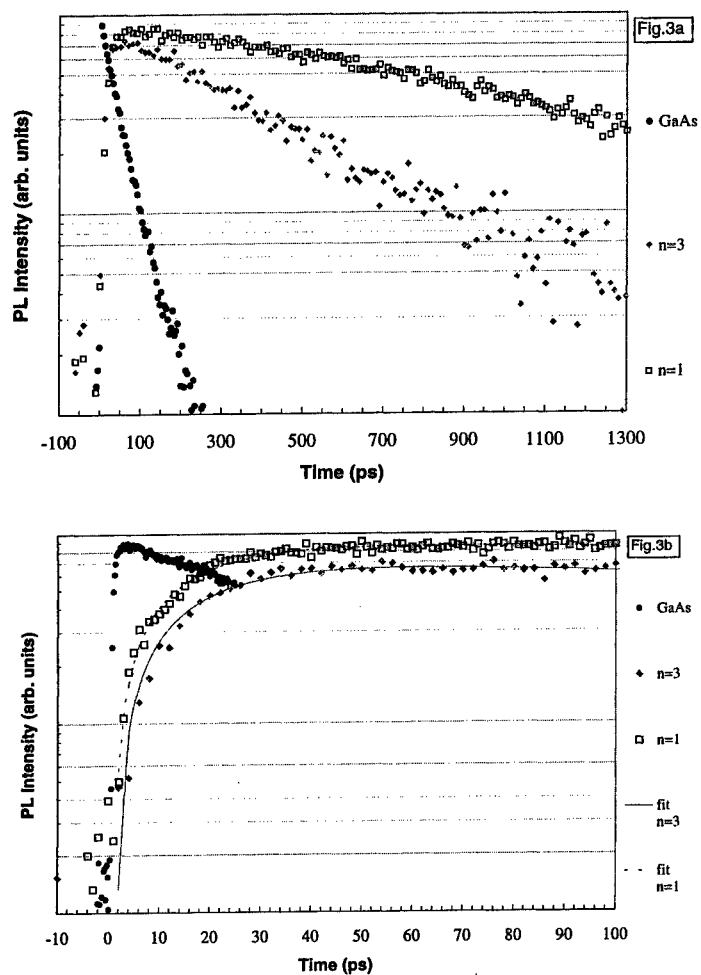 Fig.3a
PL Intensity (arb. units)
GaAs
n=3
n=1
-100 100 300 500 700 900 1100 1300
Time (ps)
Fig.3b
PL Intensity (arb. units)
GaAs
n=3
n=1
fit
n=3
fit
n=1
-10 0 10 20 30 40 50 60 70 80 90 100
Time (ps)